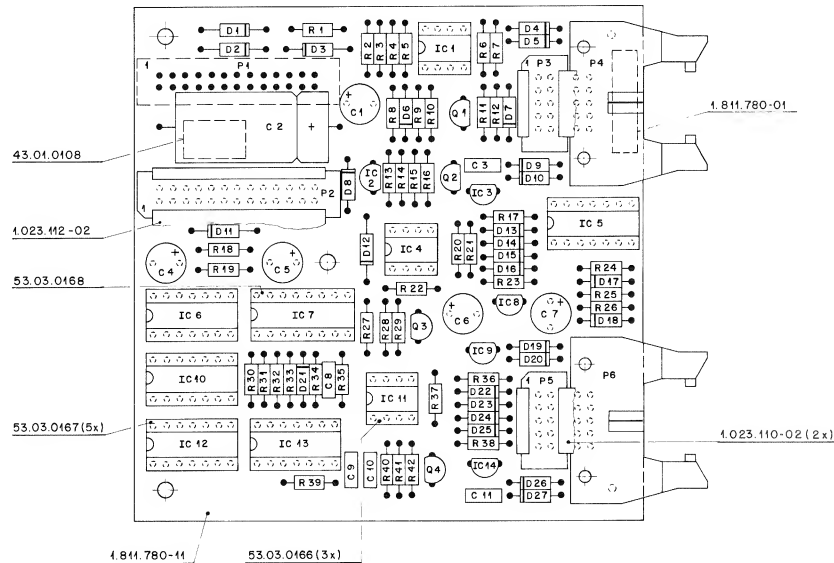 D1 R1 D4
D5
D2 D3
R2 R3 R4 R5 IC1 R6 R7
1 P1 1 P3 P4
C1 R8 D6 R9 R10 Q1 R11 R12 D7
C2 +
1.811.780-01
43.01.0108
D8 IC2 R13 R14 R15 R16 Q2 C3 D9
D10
IC3
1 P2
1.023.112-02
D11 R17 IC5
R18 D12 IC4 R20 R21 D13
D14
C4 R19 C5 D15
D16 R24
R23 D17
53.03.0168 R22 R25
IC8 R26
D18
IC6 IC7 R27 R28 R29 Q3 C6 C7
IC9 D19
D20
IC10 R30 R31 R32 R33 D21 R34 C8 R35 R36 1 P5 P6
D22
IC11 R37 D23
D24
D25
R38
53.03.0167(5x)
1.023.110-02(2x)
IC12 IC13 C9 C10 R40 R41 R42 Q4 IC14
R39 D26
C11 D27
1.811.780-11 53.03.0166(3x)